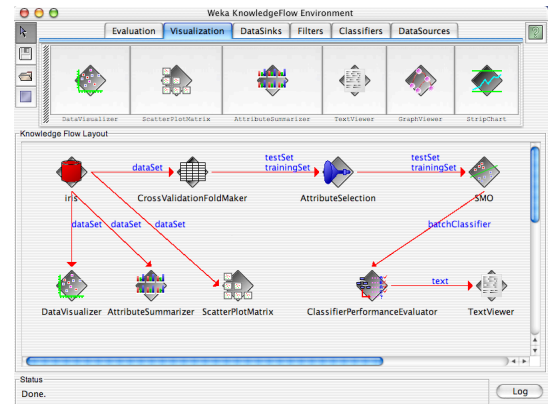 Weka KnowledgeFlow Environment
Evaluation Visualization DataSinks Filters Classifiers DataSources
DataVisualizer ScatterPlotMatrix AttributeSummarizer TextViewer GraphViewer StripChart
Knowledge Flow Layout
dataSet
testSet
trainingSet
testSet
trainingSet
iris CrossValidationFoldMaker AttributeSelection SMO
dataSet dataSet dataSet batchClassifier
text
DataVisualizer AttributeSummarizer ScatterPlotMatrix ClassifierPerformanceEvaluator TextViewer
Status
Done.
Log